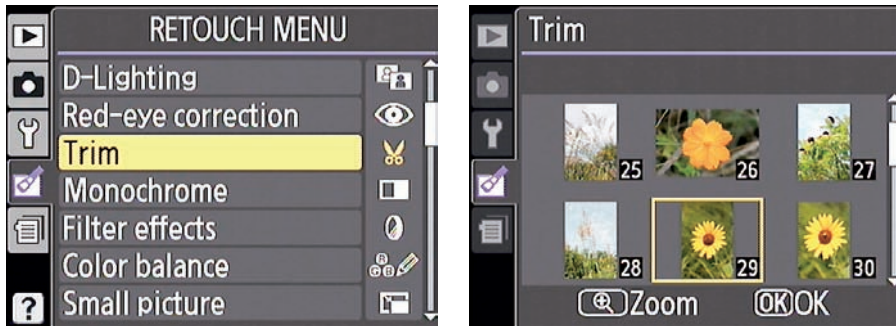 RETOUCH MENU
D-Lighting
Red-eye correction
Trim
Monochrome
Filter effects
Color balance
Small picture
?
Trim
25 26 27
28 29 30
Zoom OK OK